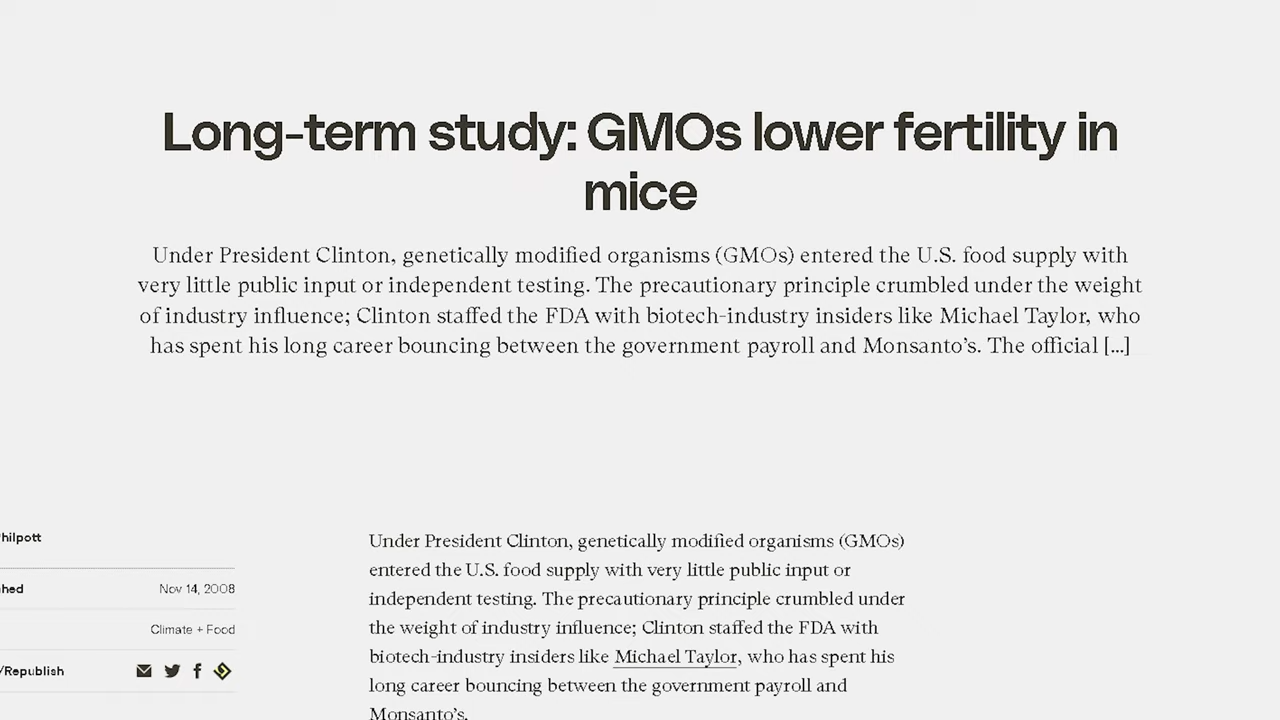 Long-term study: GMOs lower fertility in
mice
Under President Clinton, genetically modified organisms (GMOs) entered the U.S. food supply with
very little public input or independent testing. The precautionary principle crumbled under the weight
of industry influence; Clinton staffed the FDA with biotech-industry insiders like Michael Taylor, who
has spent his long career bouncing between the government payroll and Monsanto's. The official [...]
hilpott
hed
Nov 14, 2008
Climate + Food
/Republish
Under President Clinton, genetically modified organisms (GMOs)
entered the U.S. food supply with very little public input or
independent testing. The precautionary principle crumbled under
the weight of industry influence; Clinton staffed the FDA with
biotech-industry insiders like Michael Taylor, who has spent his
long career bouncing between the government payroll and
Monsanto's.